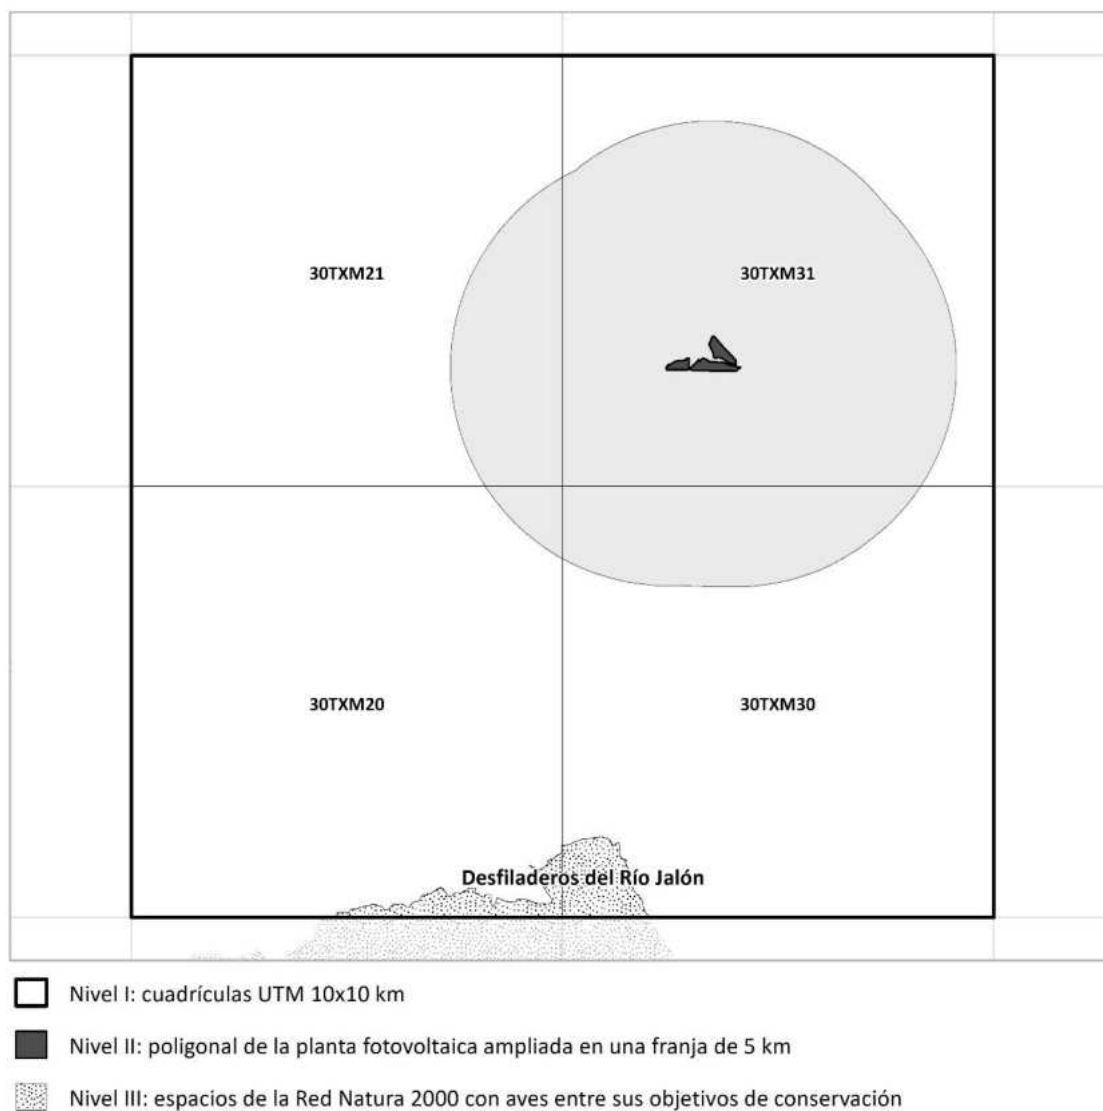 30TXM21
30TXM31
30TXM20
30TXM30
Desfiladeros del Río Jalón
Nivel I: cuadrículas UTM 10x10 km
Nivel II: poligonal de la planta fotovoltaica ampliada en una franja de 5 km
Nivel III: espacios de la Red Natura 2000 con aves entre sus objetivos de conservación